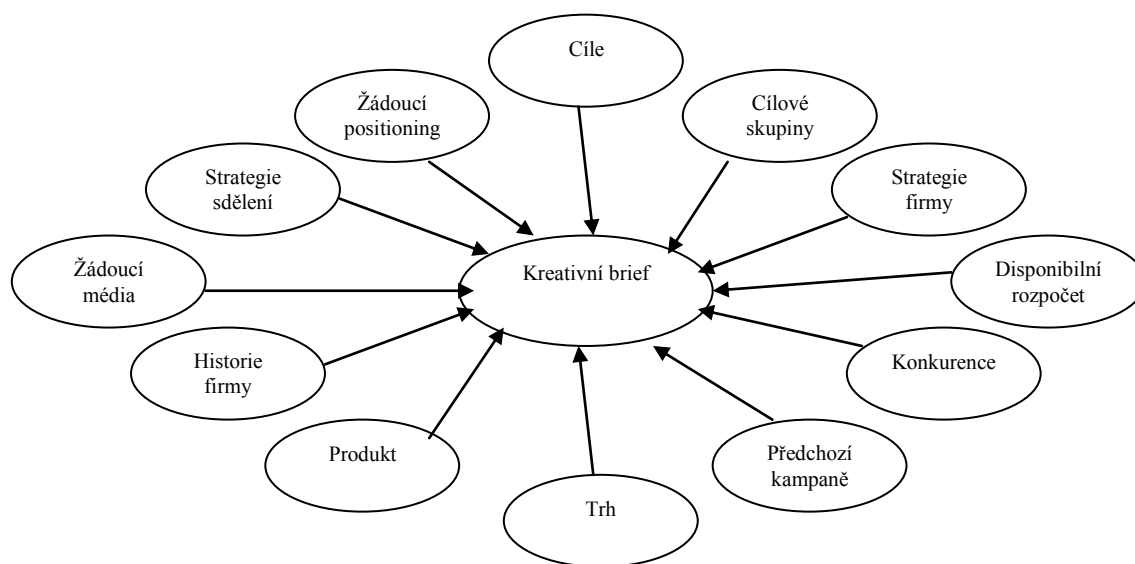 Cíle
Žádoucí
positioning
Cílové
skupiny
Strategie
sdělení
Strategie
firmy
Žádoucí
média
Kreativní brief
Disponibilní
rozpočet
Historie
firmy
Konkurence
Produkt
Předchozí
kampaně
Trh